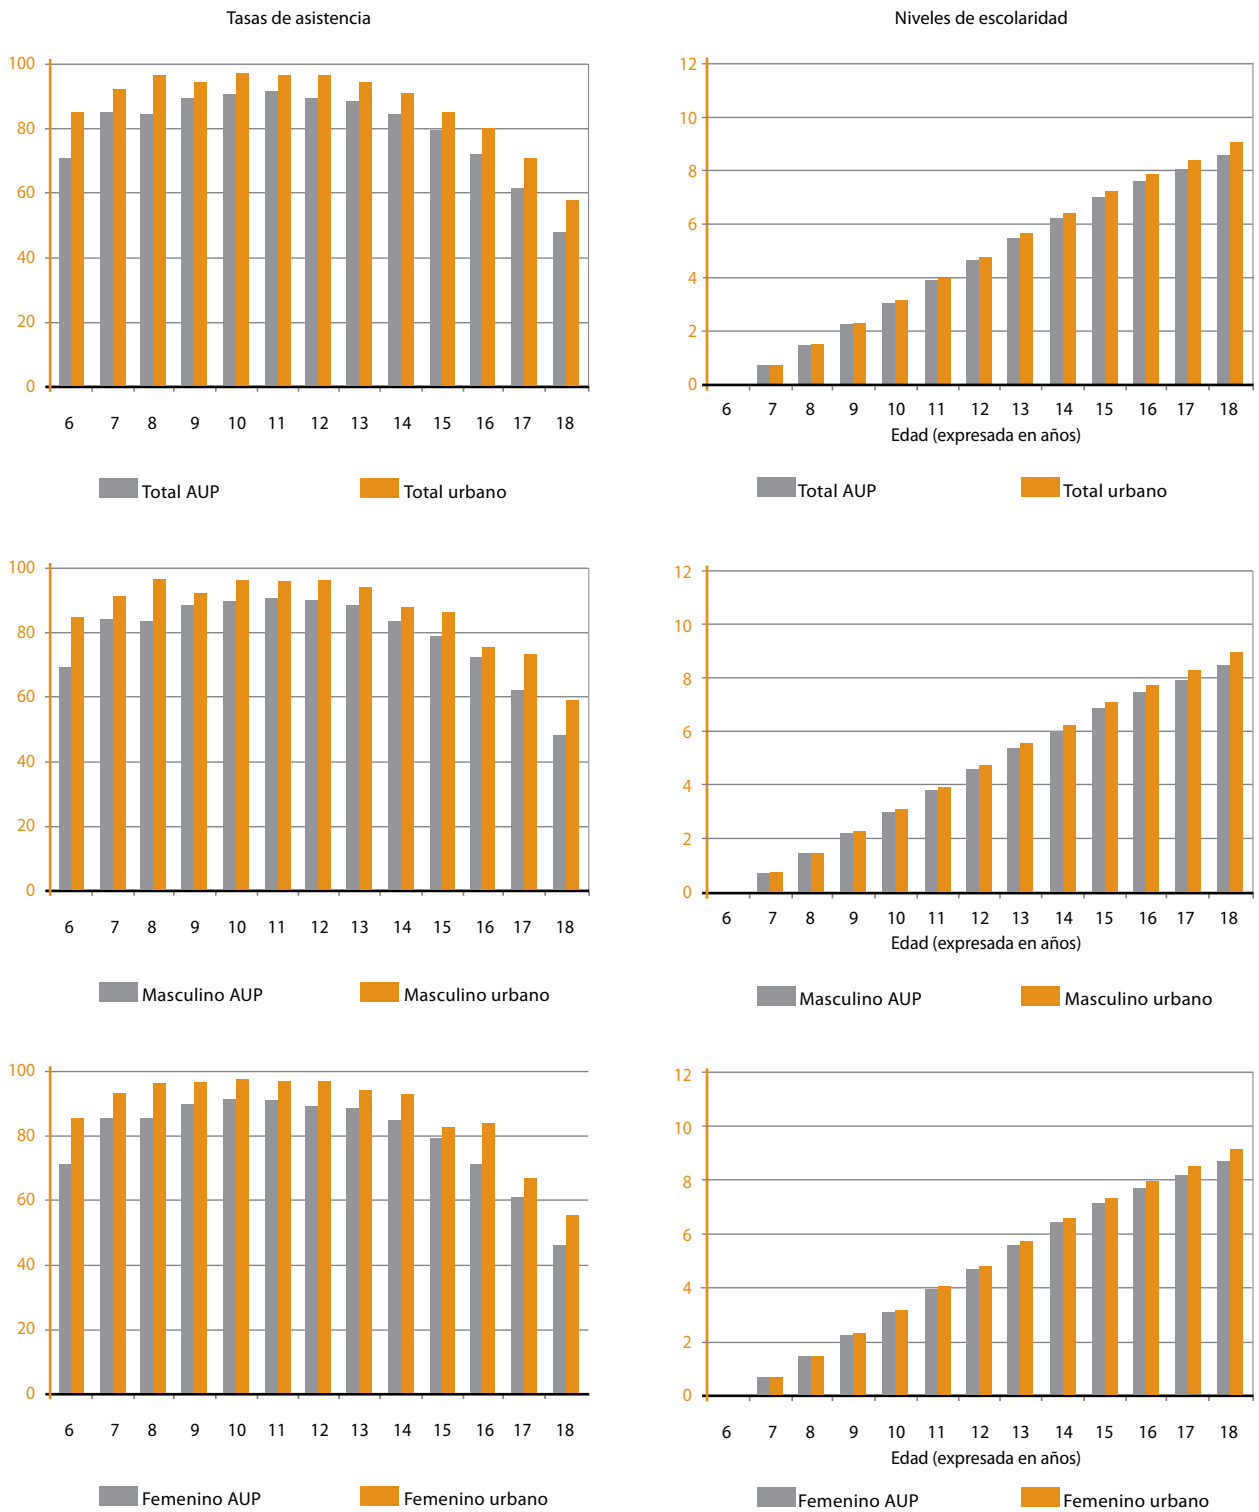 Tasas de asistencia
100
80
60
40
20
0
6 7 8 9 10 11 12 13 14 15 16 17 18
Total AUP Total urbano
Niveles de escolaridad
12
10
8
6
4
2
0
6 7 8 9 10 11 12 13 14 15 16 17 18
Edad (expresada en años)
Total AUP Total urbano
100
80
60
40
20
0
6 7 8 9 10 11 12 13 14 15 16 17 18
Masculino AUP Masculino urbano
12
10
8
6
4
2
0
6 7 8 9 10 11 12 13 14 15 16 17 18
Edad (expresada en años)
Masculino AUP Masculino urbano
100
80
60
40
20
0
6 7 8 9 10 11 12 13 14 15 16 17 18
Femenino AUP Femenino urbano
12
10
8
6
4
2
0
6 7 8 9 10 11 12 13 14 15 16 17 18
Edad (expresada en años)
Femenino AUP Femenino urbano